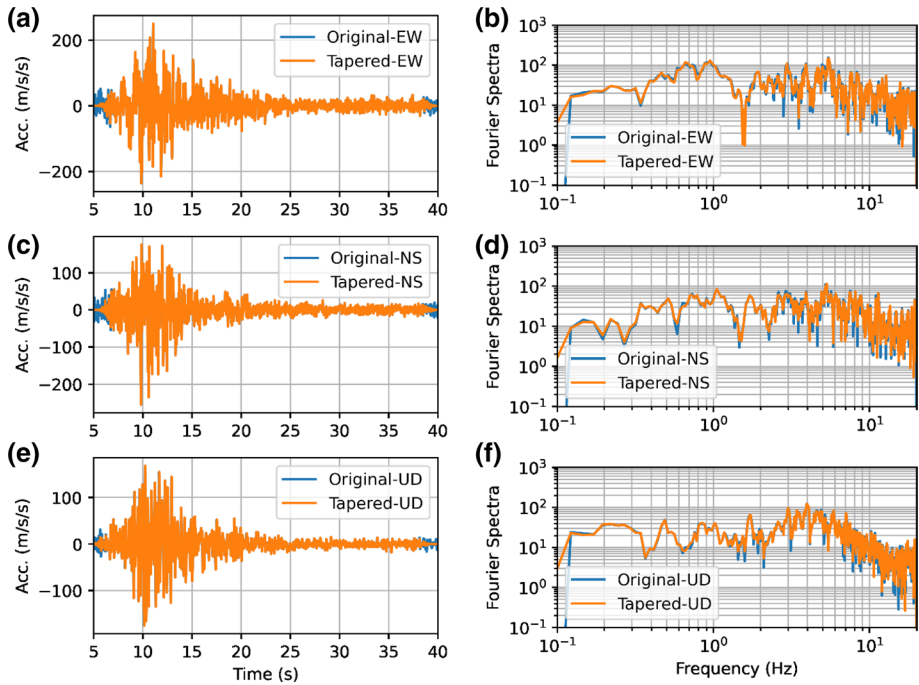 (a)
Acc. (m/s/s)
200
0
−200
Original-EW
Tapered-EW
5 10 15 20 25 30 35 40
(b)
Fourier Spectra
10³
10²
10¹
10⁰
10⁻¹
Original-EW
Tapered-EW
10⁻¹ 10⁰ 10¹
(c)
Acc. (m/s/s)
100
0
−100
−200
Original-NS
Tapered-NS
5 10 15 20 25 30 35 40
(d)
Fourier Spectra
10³
10²
10¹
10⁰
10⁻¹
Original-NS
Tapered-NS
10⁻¹ 10⁰ 10¹
(e)
Acc. (m/s/s)
100
0
−100
Original-UD
Tapered-UD
5 10 15 20 25 30 35 40
Time (s)
(f)
Fourier Spectra
10³
10²
10¹
10⁰
10⁻¹
Original-UD
Tapered-UD
10⁻¹ 10⁰ 10¹
Frequency (Hz)